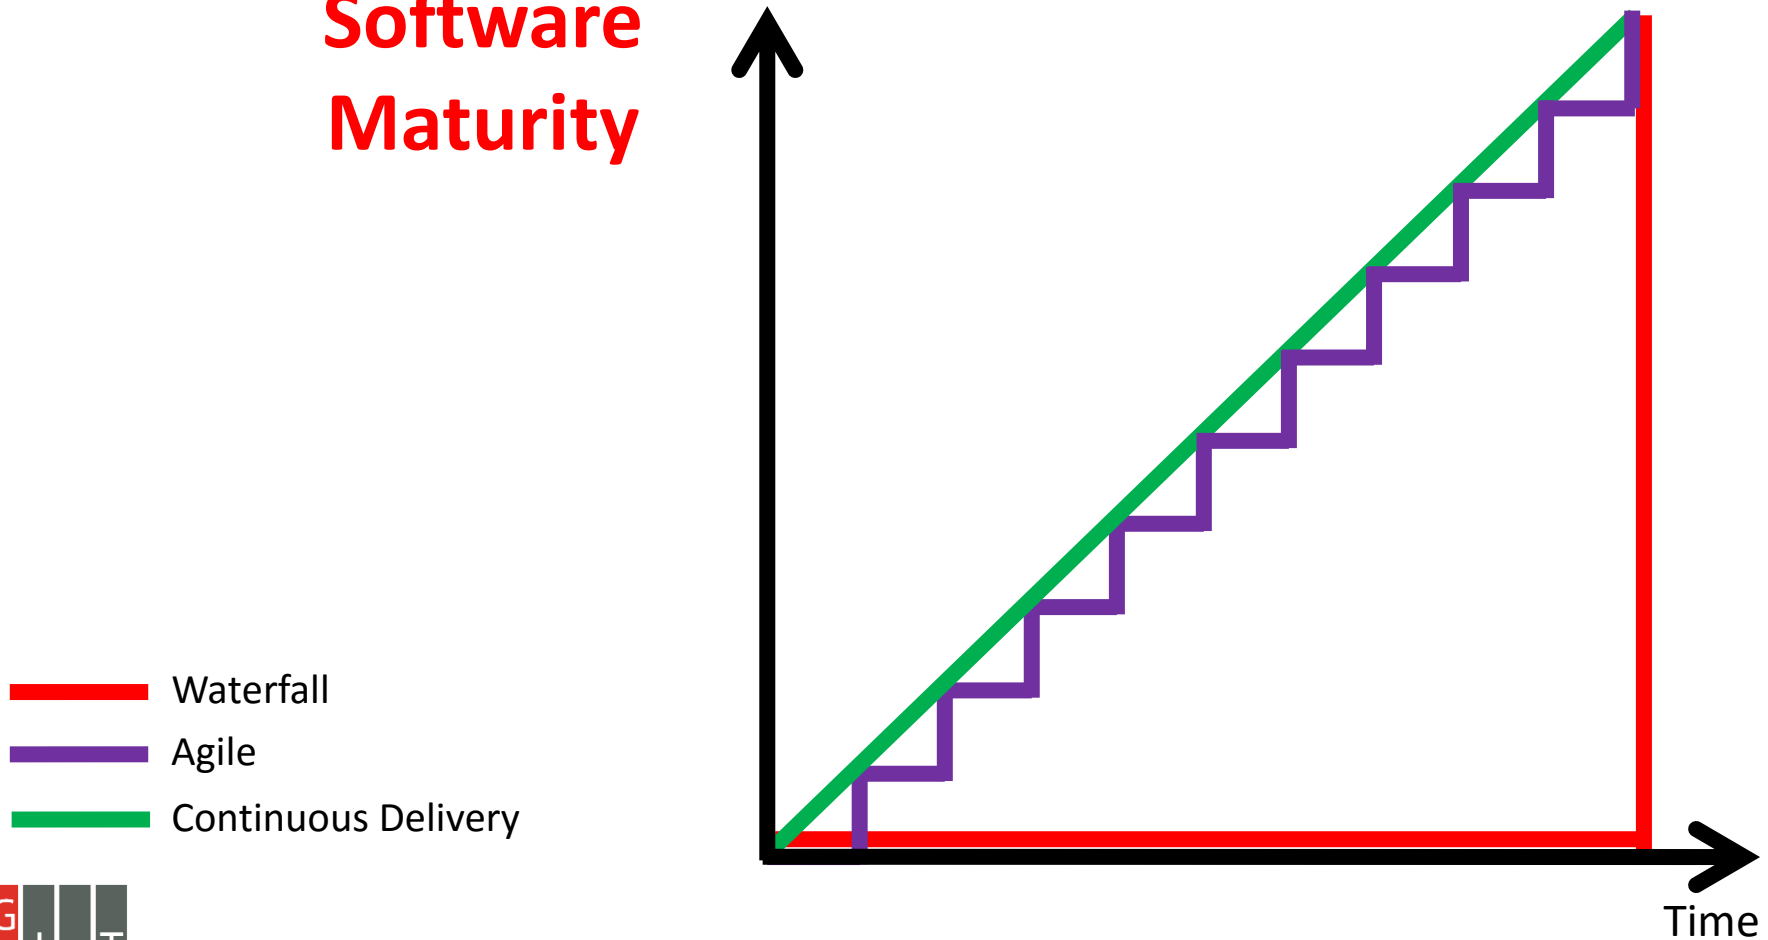 Software
Maturity
Waterfall
Agile
Continuous Delivery
Time
G